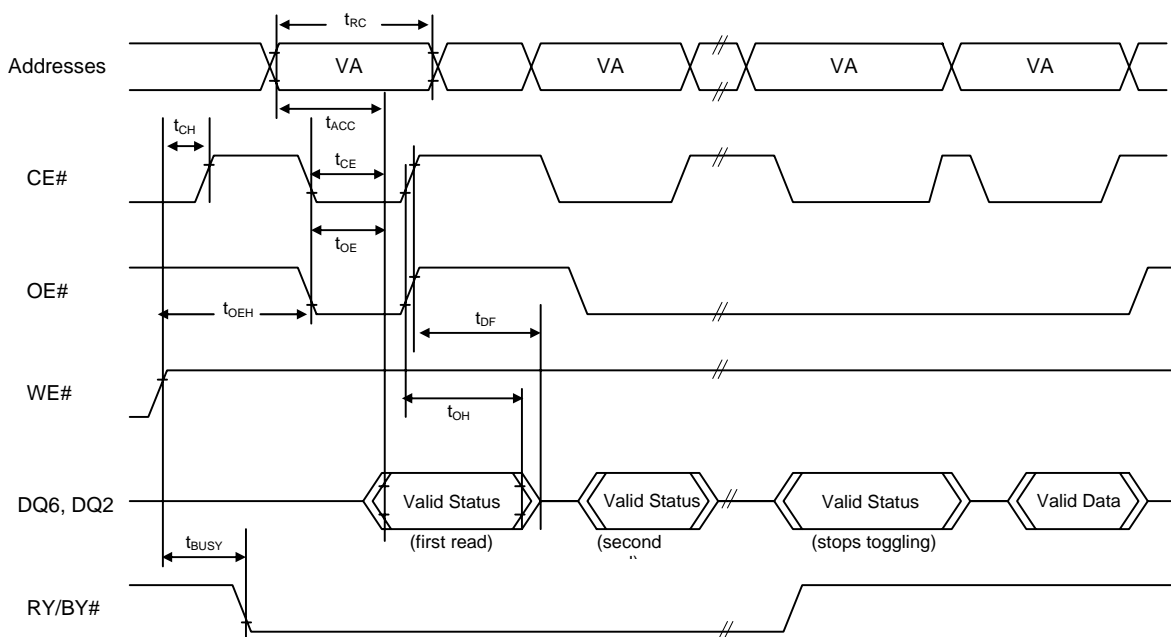 tRC
Addresses VA VA VA VA
tACC
tCH
tCE
CE#
tOE
OE#
tOEH
tDF
WE#
tOH
DQ6, DQ2 Valid Status Valid Status Valid Status Valid Data
(first read) (second (stops toggling)
tBUSY
RY/BY#